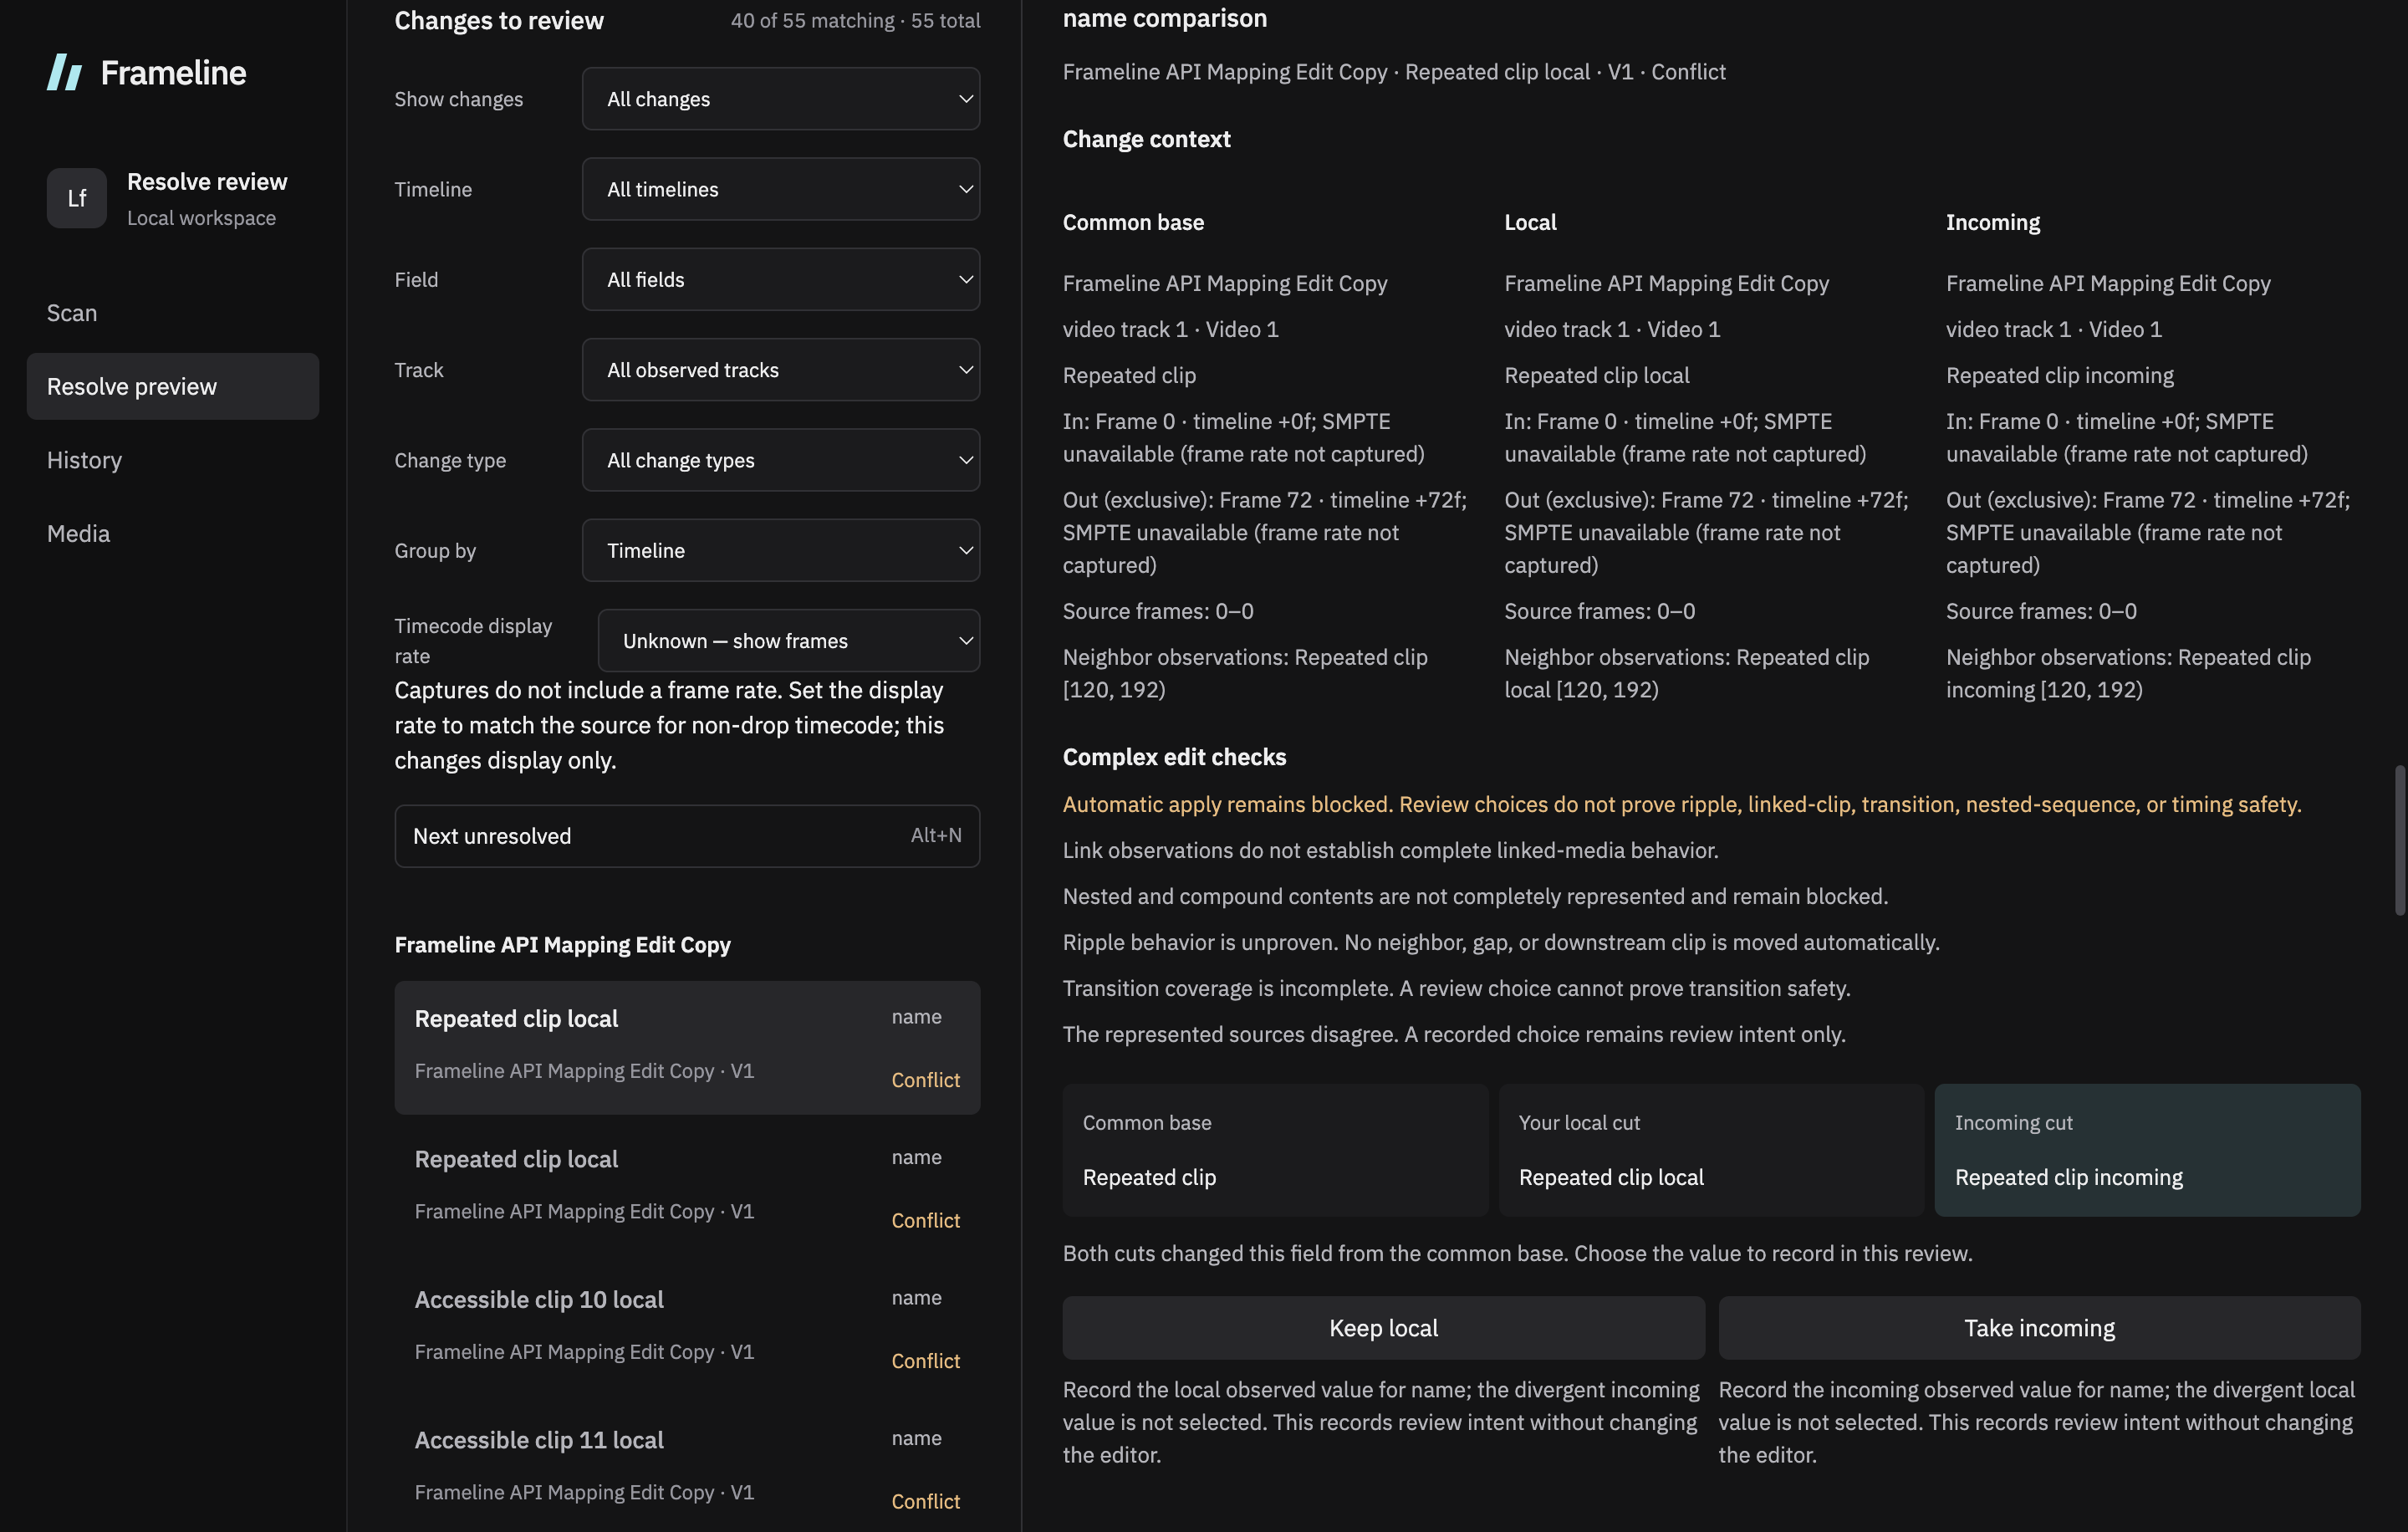 Frameline
Lf
Resolve review
Local workspace
Scan
Resolve preview
History
Media
Changes to review
40 of 55 matching · 55 total
Show changes
All changes
Timeline
All timelines
Field
All fields
Track
All observed tracks
Change type
All change types
Group by
Timeline
Timecode display
rate
Unknown — show frames
Captures do not include a frame rate. Set the display
rate to match the source for non-drop timecode; this
changes display only.
Next unresolved
Alt+N
Frameline API Mapping Edit Copy
Repeated clip local
name
Frameline API Mapping Edit Copy · V1
Conflict
Repeated clip local
name
Frameline API Mapping Edit Copy · V1
Conflict
Accessible clip 10 local
name
Frameline API Mapping Edit Copy · V1
Conflict
Accessible clip 11 local
name
Frameline API Mapping Edit Copy · V1
Conflict
name comparison
Frameline API Mapping Edit Copy · Repeated clip local · V1 · Conflict
Change context
Common base
Frameline API Mapping Edit Copy
video track 1 · Video 1
Repeated clip
In: Frame 0 · timeline +0f; SMPTE
unavailable (frame rate not captured)
Out (exclusive): Frame 72 · timeline +72f;
SMPTE unavailable (frame rate not
captured)
Source frames: 0–0
Neighbor observations: Repeated clip
[120, 192)
Local
Frameline API Mapping Edit Copy
video track 1 · Video 1
Repeated clip local
In: Frame 0 · timeline +0f; SMPTE
unavailable (frame rate not captured)
Out (exclusive): Frame 72 · timeline +72f;
SMPTE unavailable (frame rate not
captured)
Source frames: 0–0
Neighbor observations: Repeated clip
local [120, 192)
Incoming
Frameline API Mapping Edit Copy
video track 1 · Video 1
Repeated clip incoming
In: Frame 0 · timeline +0f; SMPTE
unavailable (frame rate not captured)
Out (exclusive): Frame 72 · timeline +72f;
SMPTE unavailable (frame rate not
captured)
Source frames: 0–0
Neighbor observations: Repeated clip
incoming [120, 192)
Complex edit checks
Automatic apply remains blocked. Review choices do not prove ripple, linked-clip, transition, nested-sequence, or timing safety.
Link observations do not establish complete linked-media behavior.
Nested and compound contents are not completely represented and remain blocked.
Ripple behavior is unproven. No neighbor, gap, or downstream clip is moved automatically.
Transition coverage is incomplete. A review choice cannot prove transition safety.
The represented sources disagree. A recorded choice remains review intent only.
Common base
Repeated clip
Your local cut
Repeated clip local
Incoming cut
Repeated clip incoming
Both cuts changed this field from the common base. Choose the value to record in this review.
Keep local
Record the local observed value for name; the divergent incoming
value is not selected. This records review intent without changing
the editor.
Take incoming
Record the incoming observed value for name; the divergent local
value is not selected. This records review intent without changing
the editor.